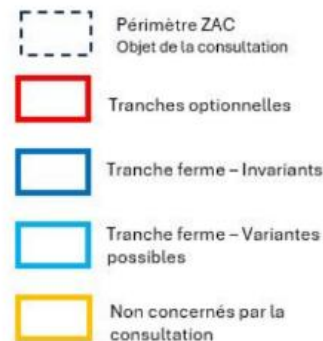 Périmètre ZAC
Objet de la consultation
Tranches optionnelles
Tranche ferme – Invariants
Tranche ferme – Variantes
possibles
Non concernés par la
consultation